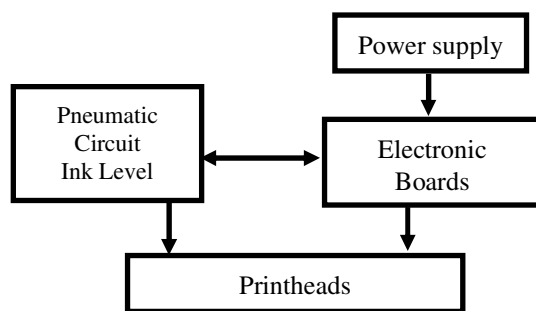 Power supply
Pneumatic
Circuit
Ink Level
Electronic
Boards
Printheads